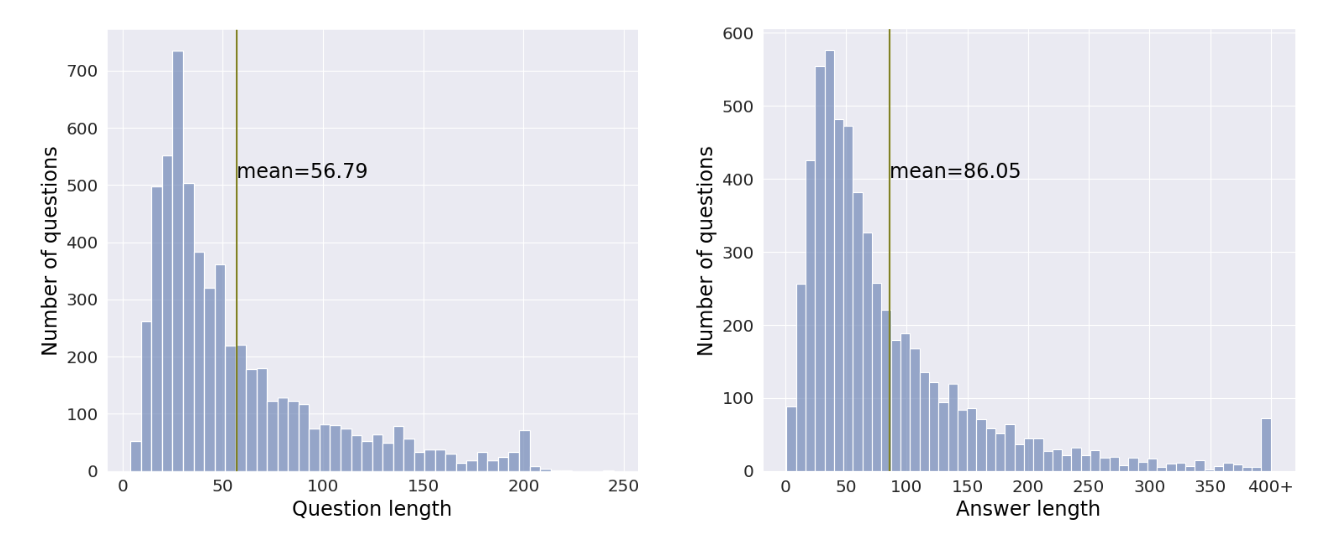 Number of questions
700
600
500
400
300
200
100
0
mean=56.79
0 50 100 150 200 250
Question length
Number of questions
600
500
400
300
200
100
0
mean=86.05
0 50 100 150 200 250 300 350 400+
Answer length